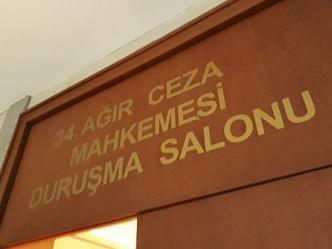 34. AĞIR CEZA
MAHKEMESİ
DURUŞMA SALONU